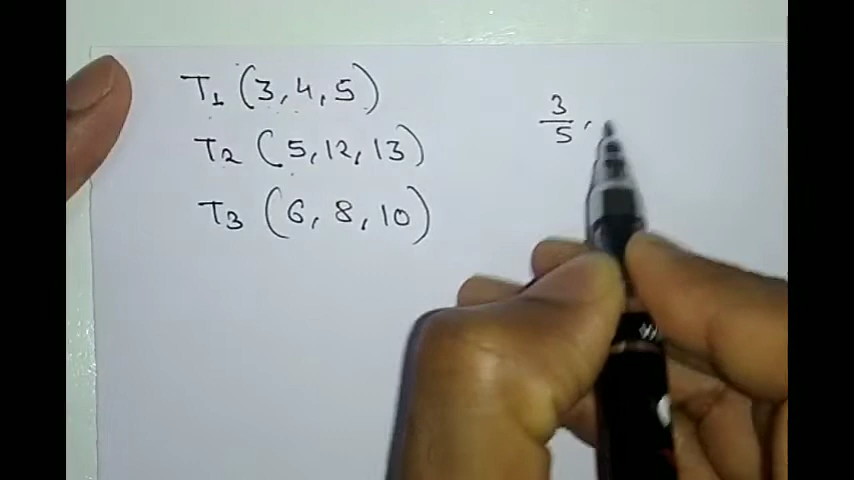 T1 (3, 4, 5)
T2 (5, 12, 13)
T3 (6, 8, 10)
3/5,